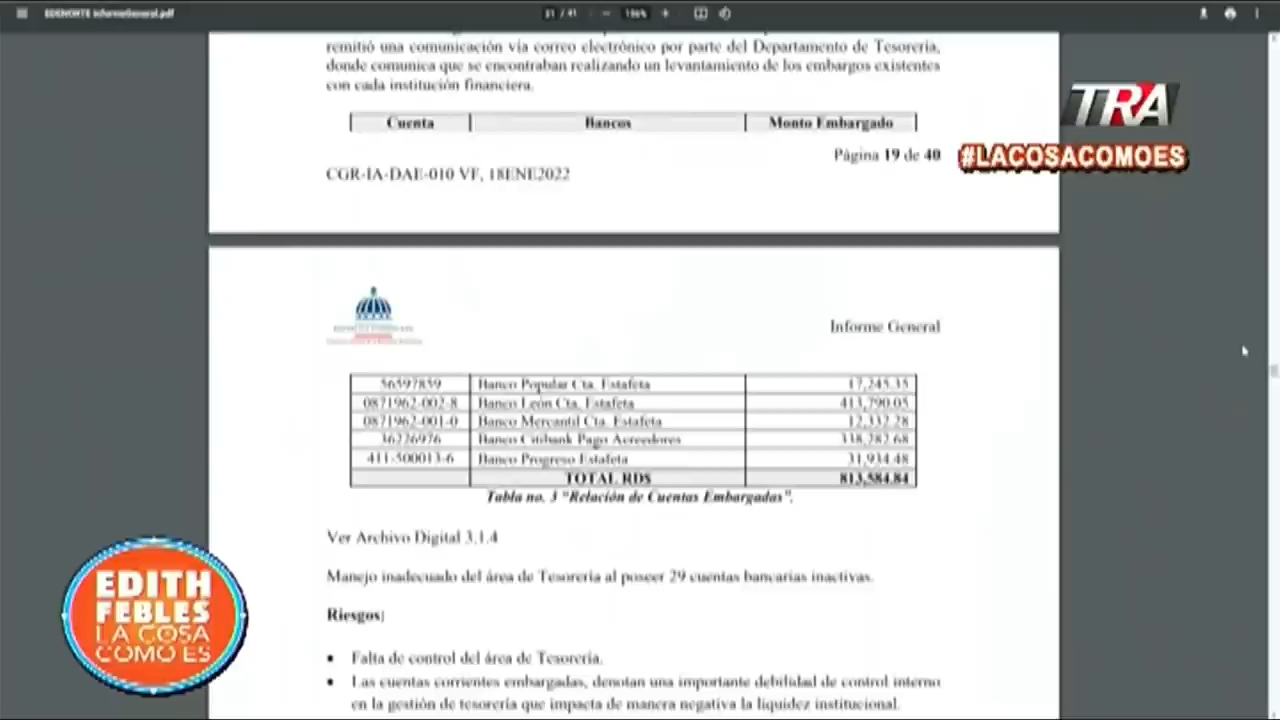 EDENORTE InformeGeneral.pdf
21 / 41
186%
remitió una comunicación vía correo electrónico por parte del Departamento de Tesorería,
donde comunica que se encontraban realizando un levantamiento de los embargos existentes
con cada institución financiera.
Cuenta Bancos Monto Embargado
TRA
Página 19 de 40
#LACOSACOMOES
CGR-IA-DAE-010 VF, 18ENE2022
Informe General
56597859 Banco Popular Cta. Estafeta 17,245.35
0871962-002-8 Banco León Cta. Estafeta 413,790.05
0871962-001-0 Banco Mercantil Cta. Estafeta 12,332.28
36226976 Banco Citibank Pago Acreedores 338,282.68
411-500013-6 Banco Progreso Estafeta 31,934.48
TOTAL RD$ 813,584.84
Tabla no. 3 "Relación de Cuentas Embargadas".
Ver Archivo Digital 3.1.4
Manejo inadecuado del área de Tesorería al poseer 29 cuentas bancarias inactivas.
Riesgos:
• Falta de control del área de Tesorería.
• Las cuentas corrientes embargadas, denotan una importante debilidad de control interno
en la gestión de tesorería que impacta de manera negativa la liquidez institucional.
EDITH
FEBLES
LA COSA
COMO ES